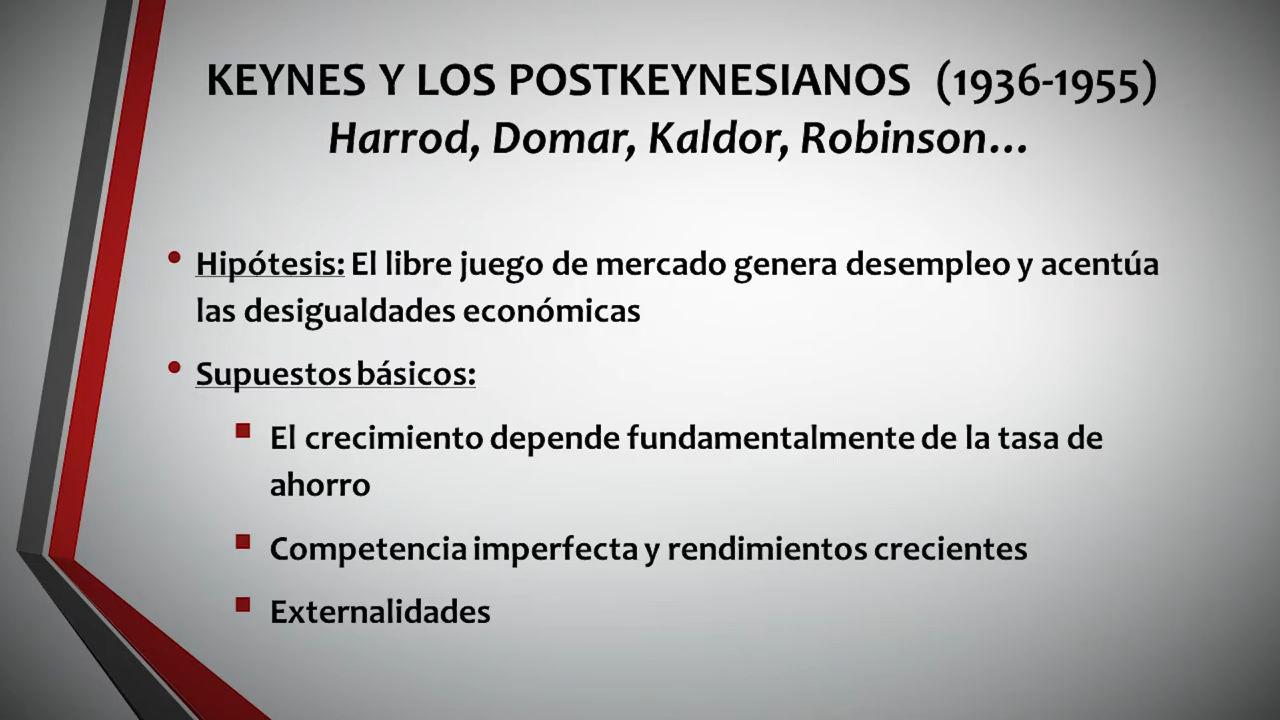 KEYNES Y LOS POSTKEYNESIANOS (1936-1955)
Harrod, Domar, Kaldor, Robinson...
• Hipótesis: El libre juego de mercado genera desempleo y acentúa
las desigualdades económicas
• Supuestos básicos:
▪ El crecimiento depende fundamentalmente de la tasa de
ahorro
▪ Competencia imperfecta y rendimientos crecientes
▪ Externalidades